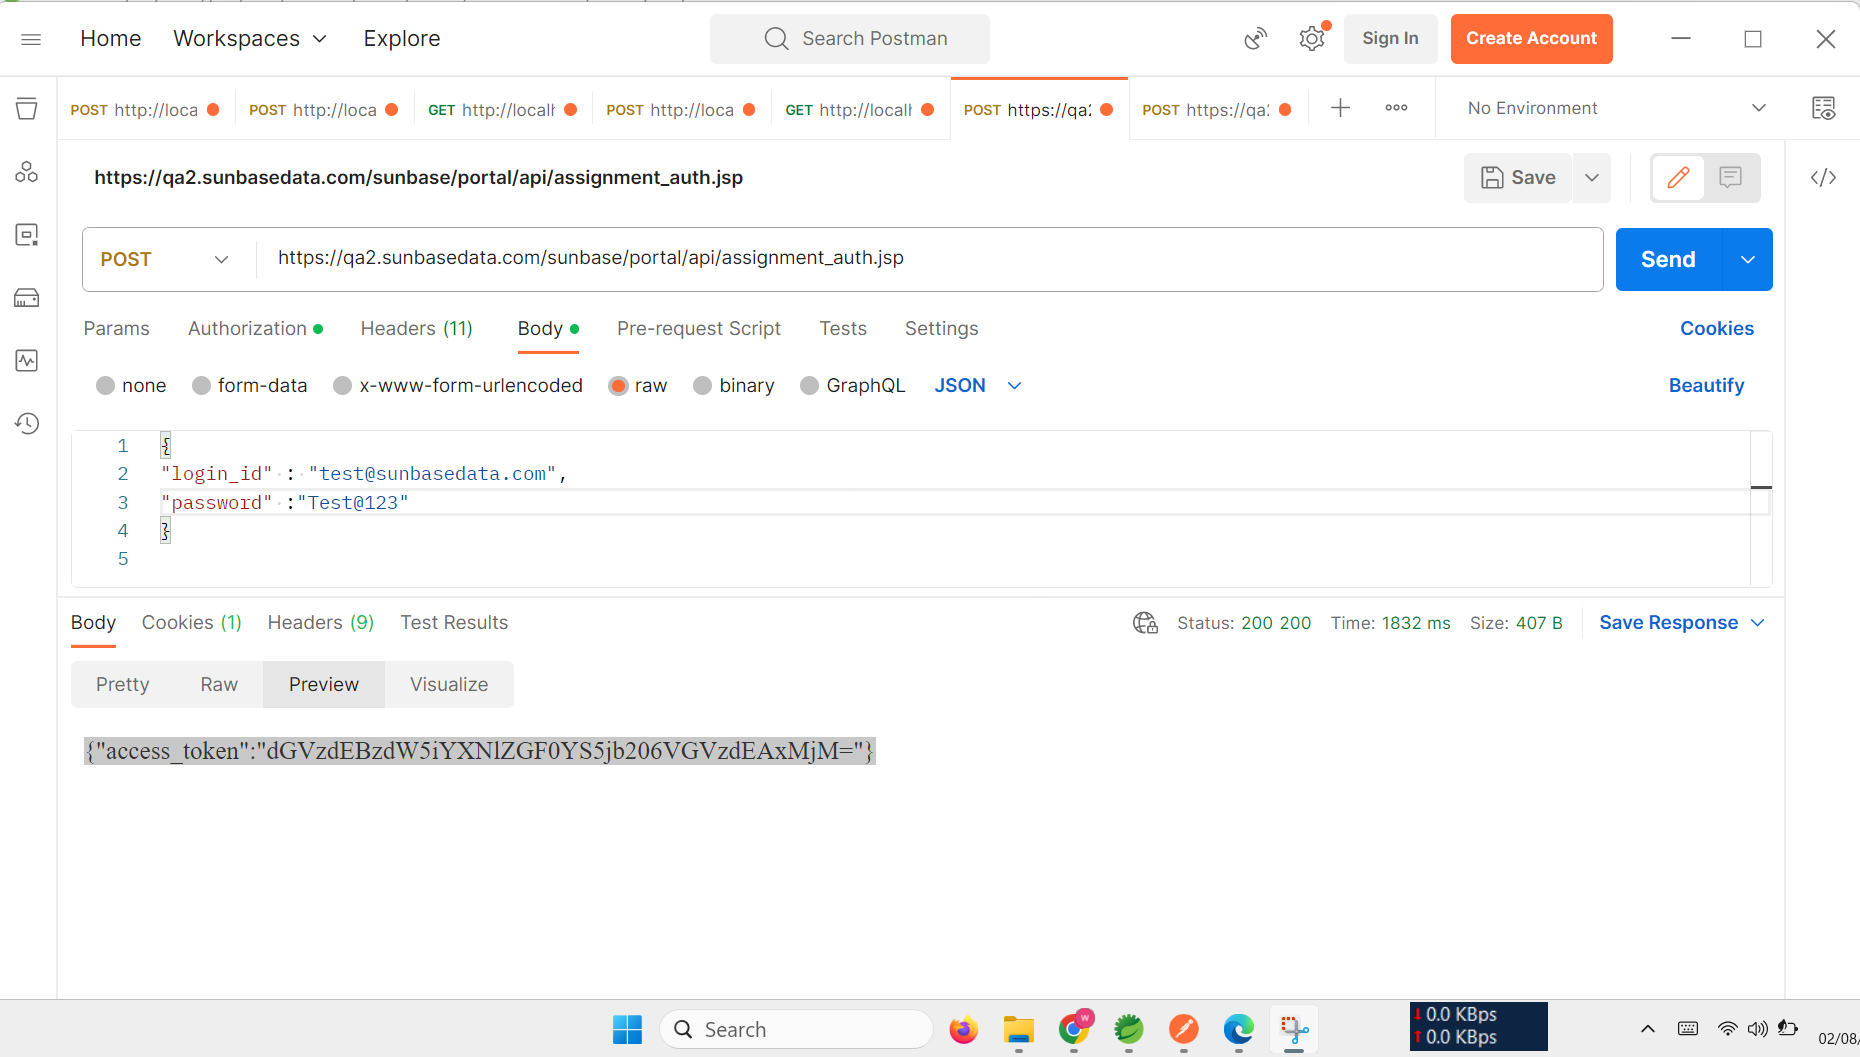 Home Workspaces Explore Search Postman Sign In Create Account
POST http://loca POST http://loca GET http://localh POST http://loca GET http://localh POST https://qa2 POST https://qa2 No Environment
https://qa2.sunbasedata.com/sunbase/portal/api/assignment_auth.jsp Save
POST https://qa2.sunbasedata.com/sunbase/portal/api/assignment_auth.jsp Send
Params Authorization Headers (11) Body Pre-request Script Tests Settings Cookies
none form-data x-www-form-urlencoded raw binary GraphQL JSON Beautify
1 {
2 "login_id" : "test@sunbasedata.com",
3 "password" :"Test@123"
4 }
5
Body Cookies (1) Headers (9) Test Results Status: 200 200 Time: 1832 ms Size: 407 B Save Response
Pretty Raw Preview Visualize
{"access_token":"dGVzdEBzdW5iYXNlZGF0YS5jb206VGVzdEAxMjM="}
Search
W
0.0 KBps
0.0 KBps
02/08/